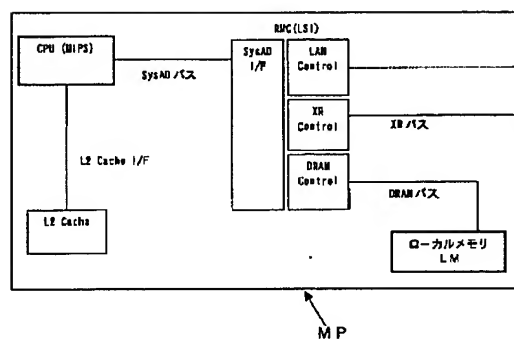 RMC(LSI)
CPU (MIPS)
SysAD バス
SysAD
I/F
LAN
Control
XR
Control
XR バス
DRAM
Control
DRAM バス
L2 Cache I/F
L2 Cache
ローカルメモリ
LM
MP